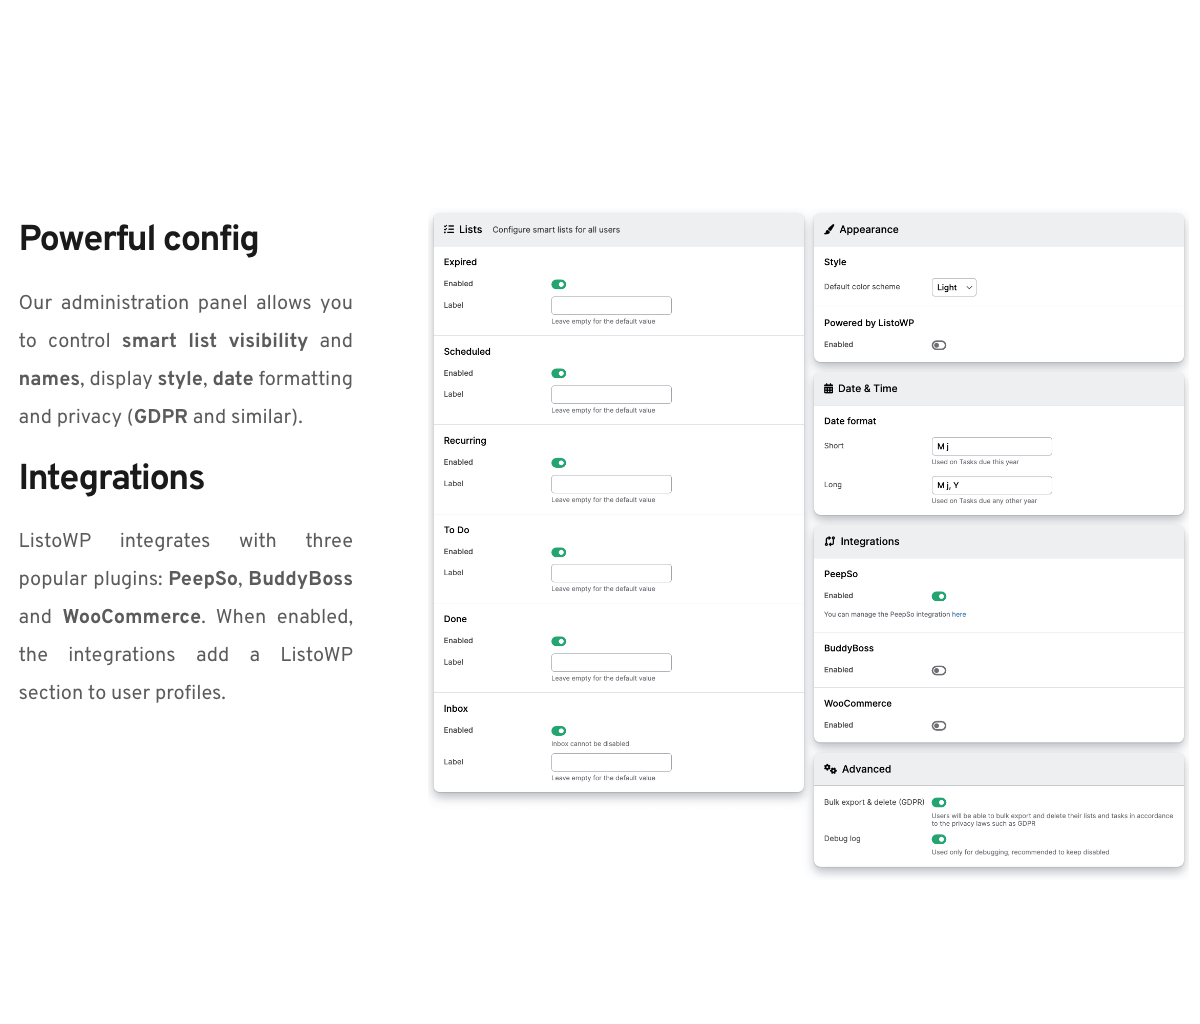 Powerful config
Our administration panel allows you
to control smart list visibility and
names, display style, date formatting
and privacy (GDPR and similar).
Integrations
ListoWP integrates with three
popular plugins: PeepSo, BuddyBoss
and WooCommerce. When enabled,
the integrations add a ListoWP
section to user profiles.
Lists Configure smart lists for all users
Expired
Enabled
Label
Leave empty for the default value
Scheduled
Enabled
Label
Leave empty for the default value
Recurring
Enabled
Label
Leave empty for the default value
To Do
Enabled
Label
Leave empty for the default value
Done
Enabled
Label
Leave empty for the default value
Inbox
Enabled
Inbox cannot be disabled
Label
Leave empty for the default value
Appearance
Style
Default color scheme Light
Powered by ListoWP
Enabled
Date & Time
Date format
Short M j
Used on Tasks due this year
Long M j, Y
Used on Tasks due any other year
Integrations
PeepSo
Enabled
You can manage the PeepSo integration here
BuddyBoss
Enabled
WooCommerce
Enabled
Advanced
Bulk export & delete (GDPR)
Users will be able to bulk export and delete their lists and tasks in accordance
to the privacy laws such as GDPR
Debug log
Used only for debugging, recommended to keep disabled